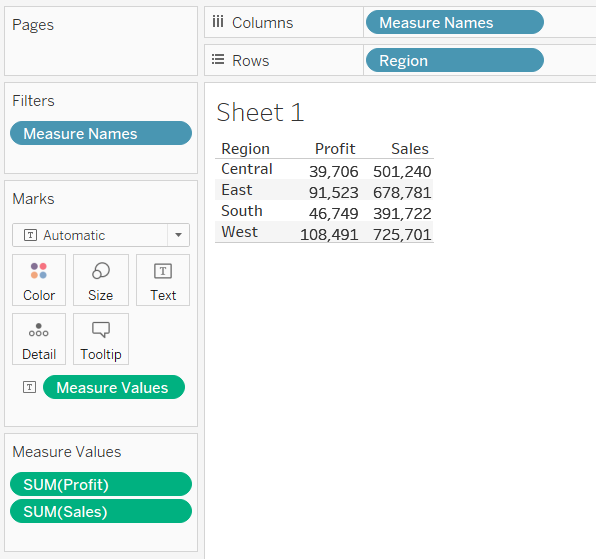 Pages
Columns Measure Names
Rows Region
Filters
Measure Names
Marks
T Automatic
Color Size T Text
Detail Tooltip
T Measure Values
Measure Values
SUM(Profit)
SUM(Sales)
Sheet 1
Region Profit Sales
Central 39,706 501,240
East 91,523 678,781
South 46,749 391,722
West 108,491 725,701